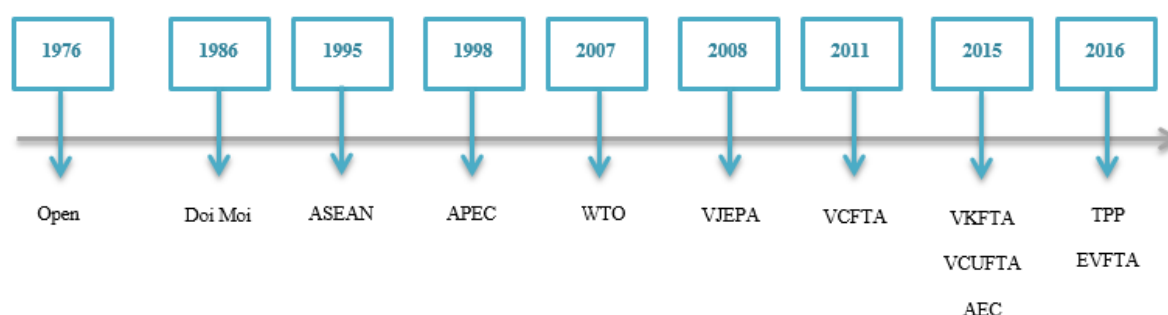 1976 1986 1995 1998 2007 2008 2011 2015 2016
Open Doi Moi ASEAN APEC WTO VJEPA VCFTA VKFTA TPP
VCUFTA EVFTA
AEC